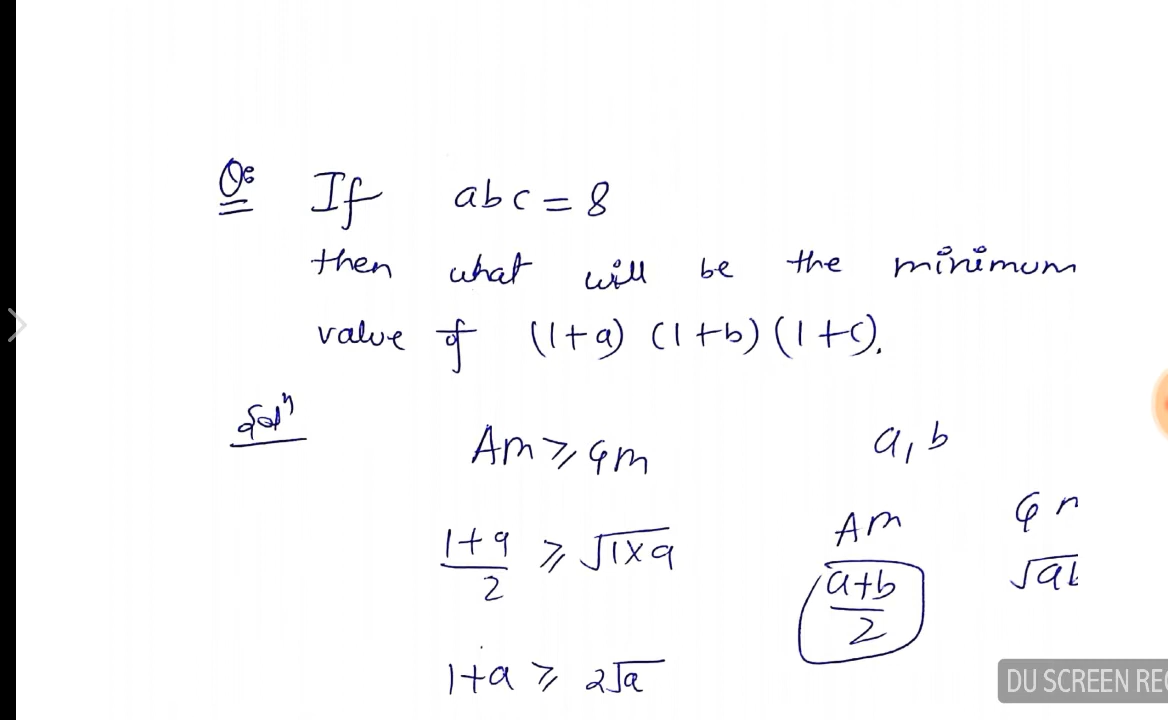 Q: If abc = 8
then what will be the minimum
value of (1+a) (1+b) (1+c).
Solⁿ
Am ≥ Gm
a, b
1+a/2 ≥ √1×a
Am
a+b/2
1+a ≥ 2√a
DU SCREEN REC